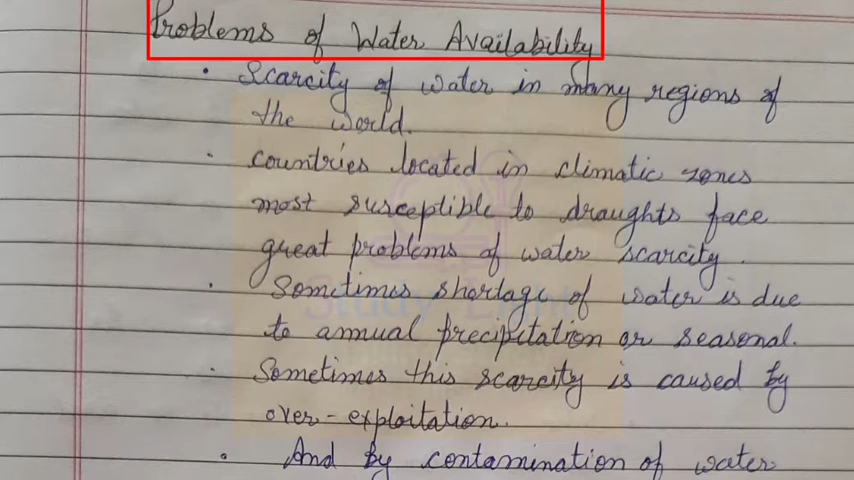 Problems of Water Availability
• Scarcity of water in many regions of
the world.
• countries located in climatic zones
most susceptible to draughts face
great problems of water scarcity.
• Sometimes shortage of water is due
to annual precipitation or seasonal.
• Sometimes this scarcity is caused by
over-exploitation.
• And by contamination of water